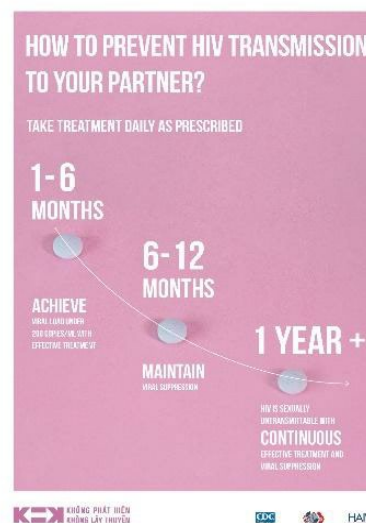 HOW TO PREVENT HIV TRANSMISSION
TO YOUR PARTNER?
TAKE TREATMENT DAILY AS PRESCRIBED
1-6
MONTHS
ACHIEVE
VIRAL LOAD UNDER
200 COPIES/ML WITH
EFFECTIVE TREATMENT
6-12
MONTHS
MAINTAIN
VIRAL SUPPRESSION
1 YEAR +
HIV IS SEXUALLY
UNTRANSMITTABLE WITH
CONTINUOUS
EFFECTIVE TREATMENT AND
VIRAL SUPPRESSION
K=K KHÔNG PHÁT HIỆN
KHÔNG LÂY TRUYỀN
CDC